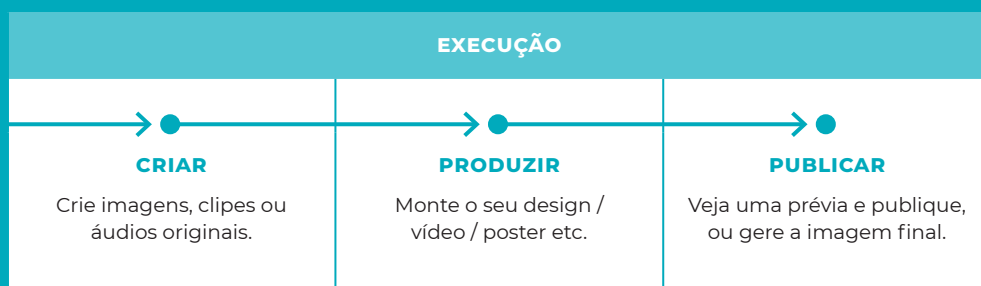 EXECUÇÃO
CRIAR
Crie imagens, clipes ou
áudios originais.
PRODUZIR
Monte o seu design /
vídeo / poster etc.
PUBLICAR
Veja uma prévia e publique,
ou gere a imagem final.